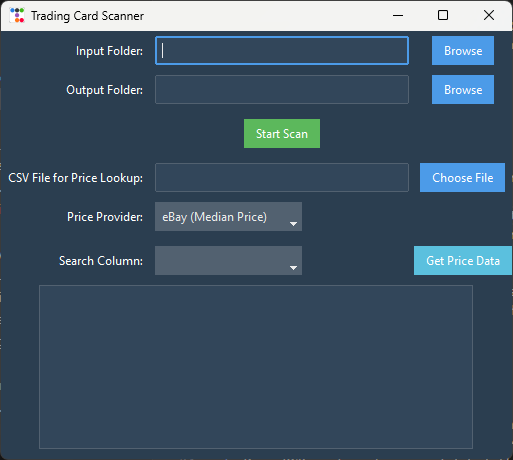 Trading Card Scanner
Input Folder: Browse
Output Folder: Browse
Start Scan
CSV File for Price Lookup: Choose File
Price Provider: eBay (Median Price)
Search Column: Get Price Data